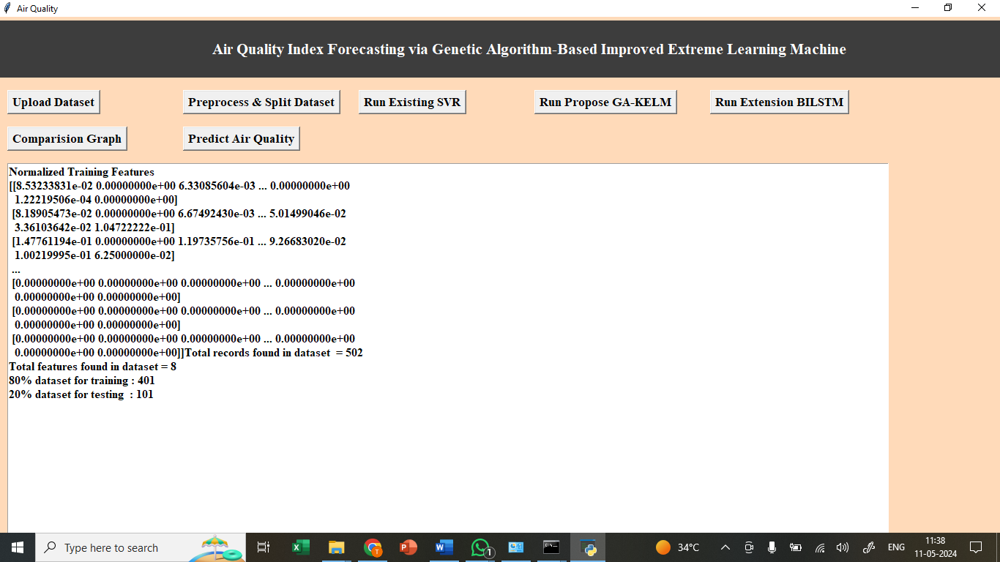 Air Quality
Air Quality Index Forecasting via Genetic Algorithm-Based Improved Extreme Learning Machine
Upload Dataset
Preprocess & Split Dataset
Run Existing SVR
Run Propose GA-KELM
Run Extension BILSTM
Comparision Graph
Predict Air Quality
Normalized Training Features
[[8.53233831e-02 0.00000000e+00 6.33085604e-03 ... 0.00000000e+00
1.22219506e-04 0.00000000e+00]
[8.18905473e-02 0.00000000e+00 6.67492430e-03 ... 5.01499046e-02
3.36103642e-02 1.04722222e-01]
[1.47761194e-01 0.00000000e+00 1.19735756e-01 ... 9.26683020e-02
1.00219995e-01 6.25000000e-02]
...
[0.00000000e+00 0.00000000e+00 0.00000000e+00 ... 0.00000000e+00
0.00000000e+00 0.00000000e+00]
[0.00000000e+00 0.00000000e+00 0.00000000e+00 ... 0.00000000e+00
0.00000000e+00 0.00000000e+00]
[0.00000000e+00 0.00000000e+00 0.00000000e+00 ... 0.00000000e+00
0.00000000e+00 0.00000000e+00]]Total records found in dataset  = 502
Total features found in dataset = 8
80% dataset for training : 401
20% dataset for testing  : 101
Type here to search
T
1
34°C
ENG
11:38
11-05-2024